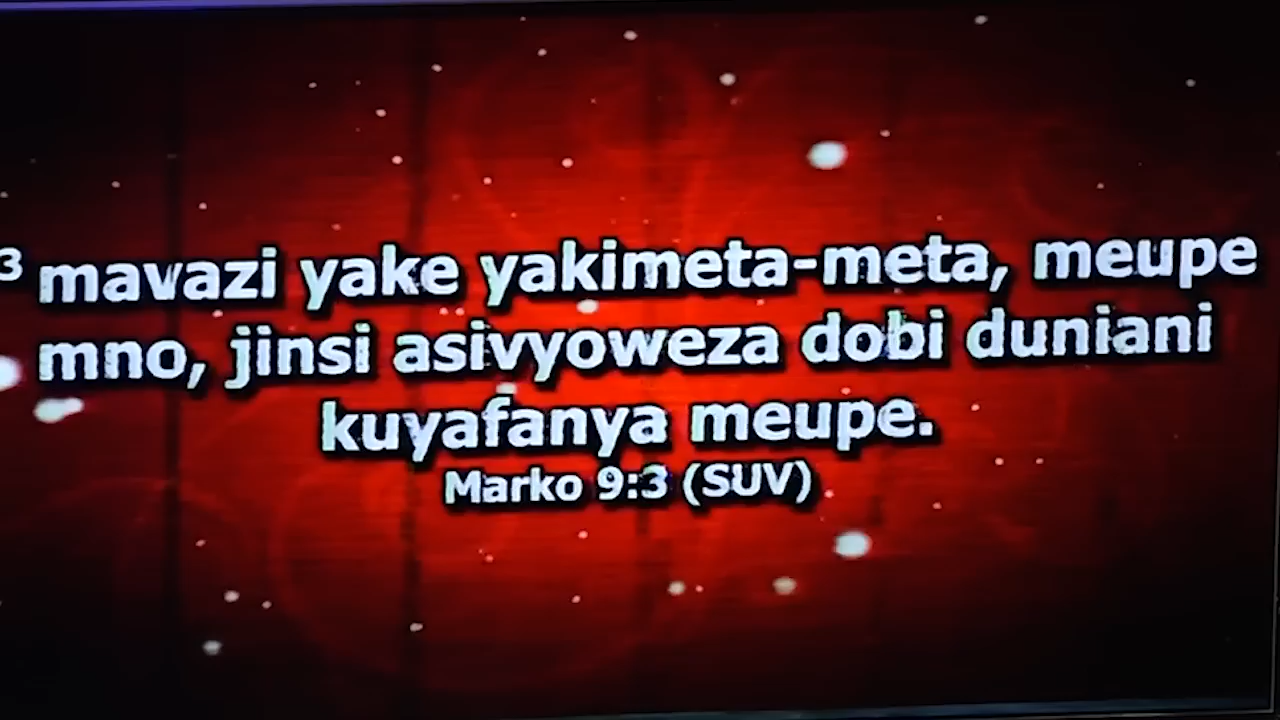 3 mavazi yake yakimeta-meta, meupe
mno, jinsi asivyoweza dobi duniani
kuyafanya meupe.
Marko 9:3 (SUV)